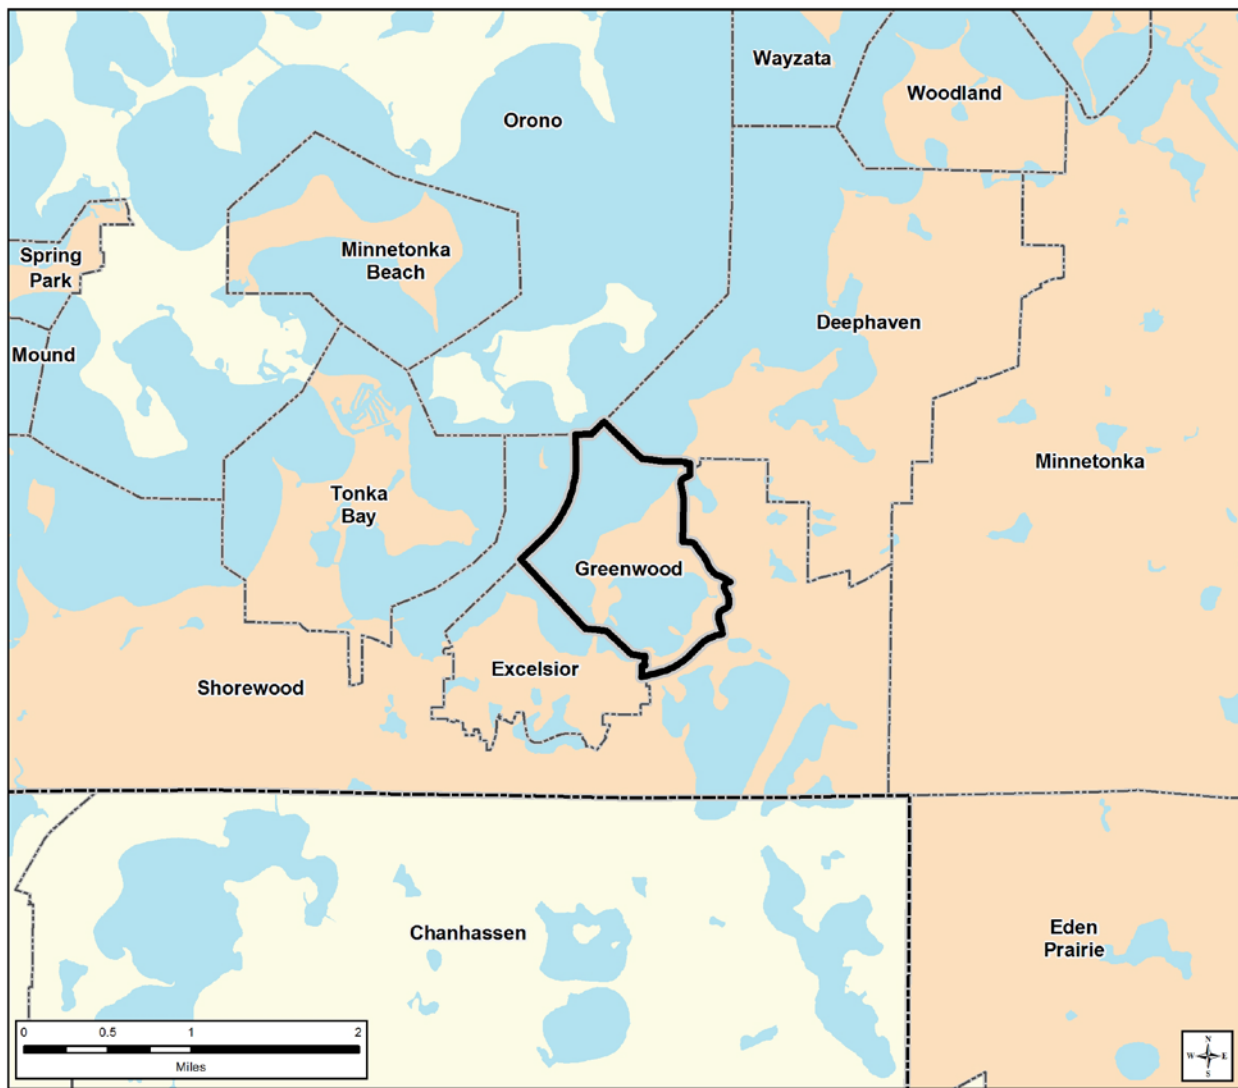 Wayzata
Woodland
Orono
Minnetonka
Beach
Spring
Park
Deephaven
Mound
Minnetonka
Tonka
Bay
Greenwood
Excelsior
Shorewood
Chanhassen
Eden
Prairie
0 0.5 1 2
Miles
N
W E
S